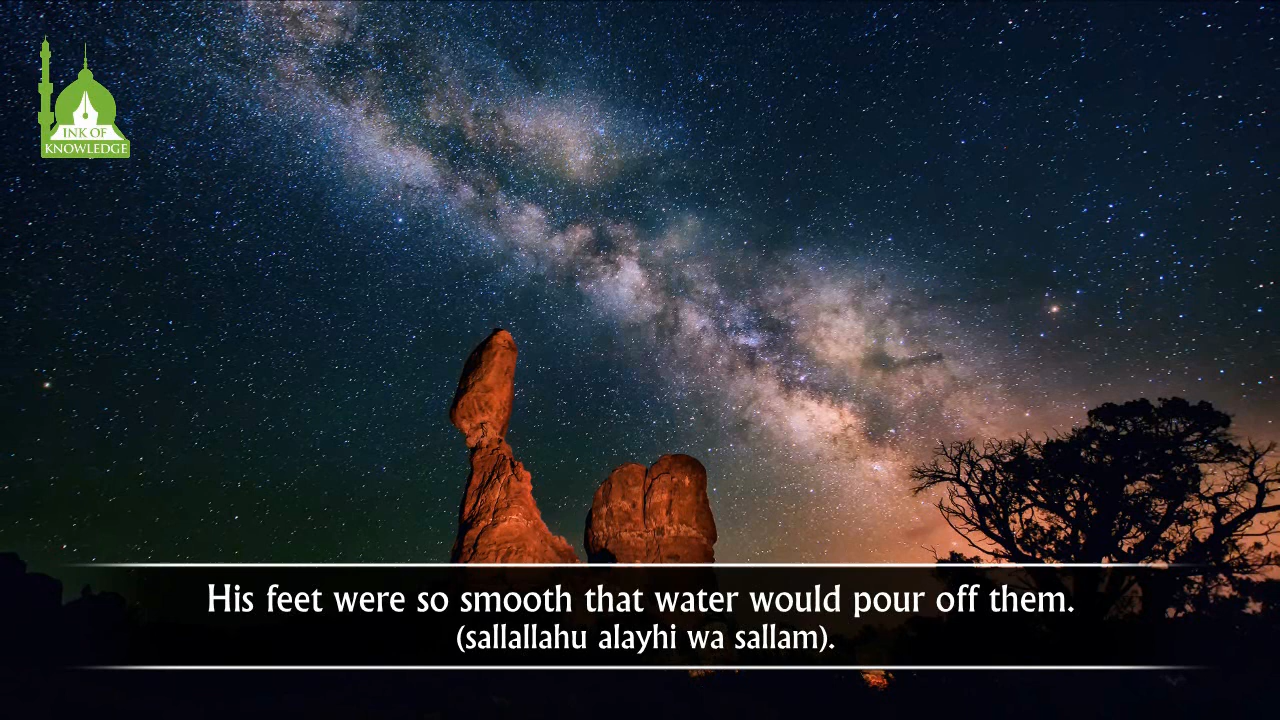 INK OF
KNOWLEDGE
His feet were so smooth that water would pour off them.
(sallallahu alayhi wa sallam).